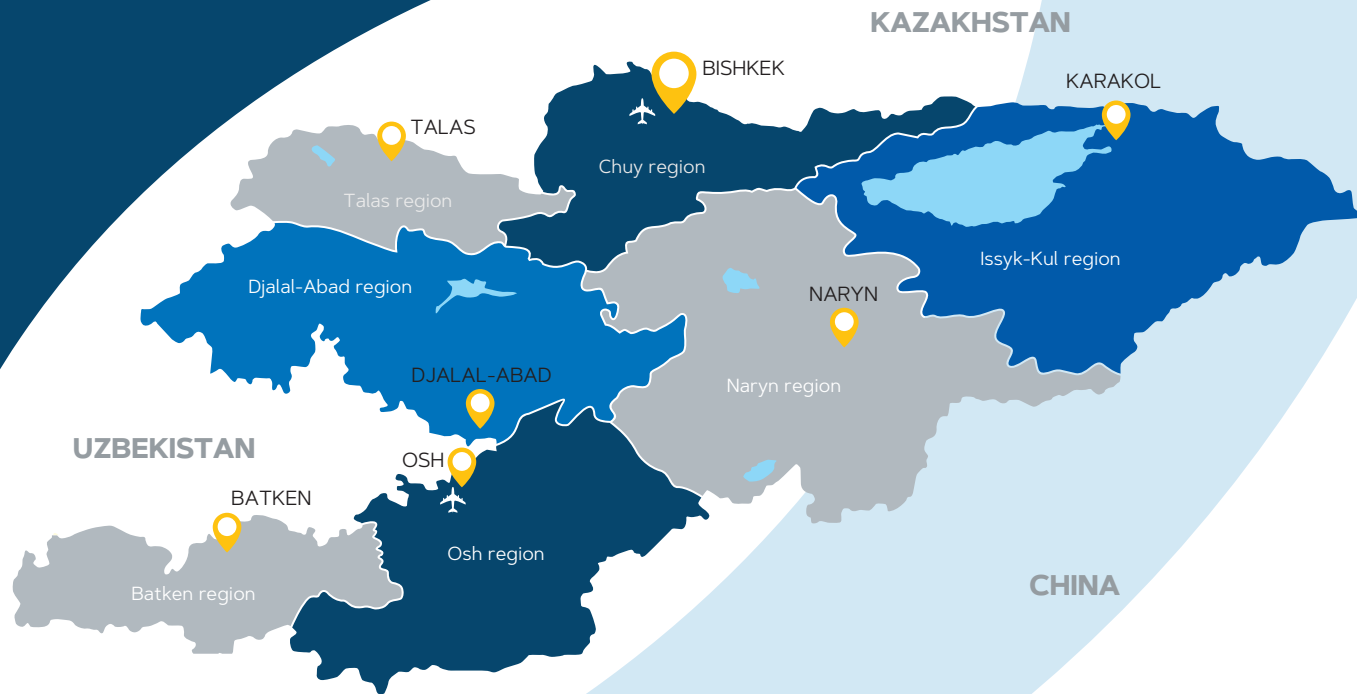 KAZAKHSTAN
BISHKEK
KARAKOL
TALAS
Chuy region
Talas region
Issyk-Kul region
Djalal-Abad region
NARYN
DJALAL-ABAD
Naryn region
UZBEKISTAN
OSH
BATKEN
Osh region
CHINA
Batken region